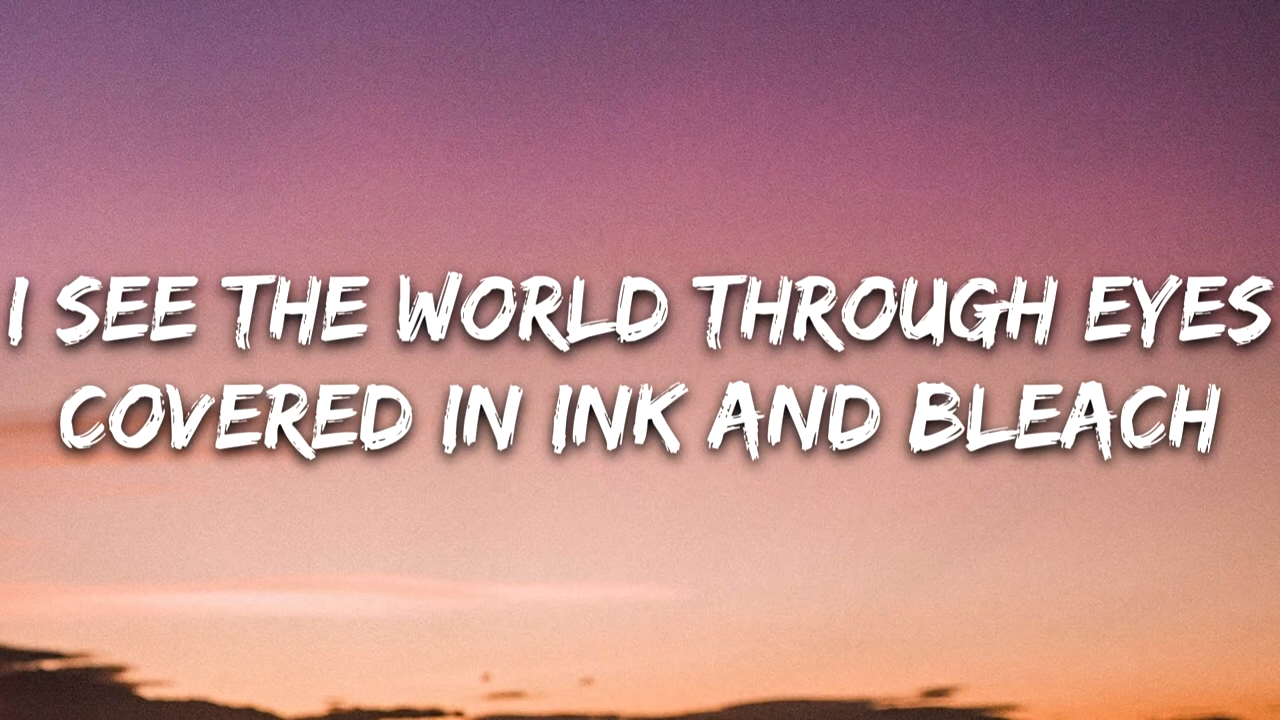 I SEE THE WORLD THROUGH EYES
COVERED IN INK AND BLEACH